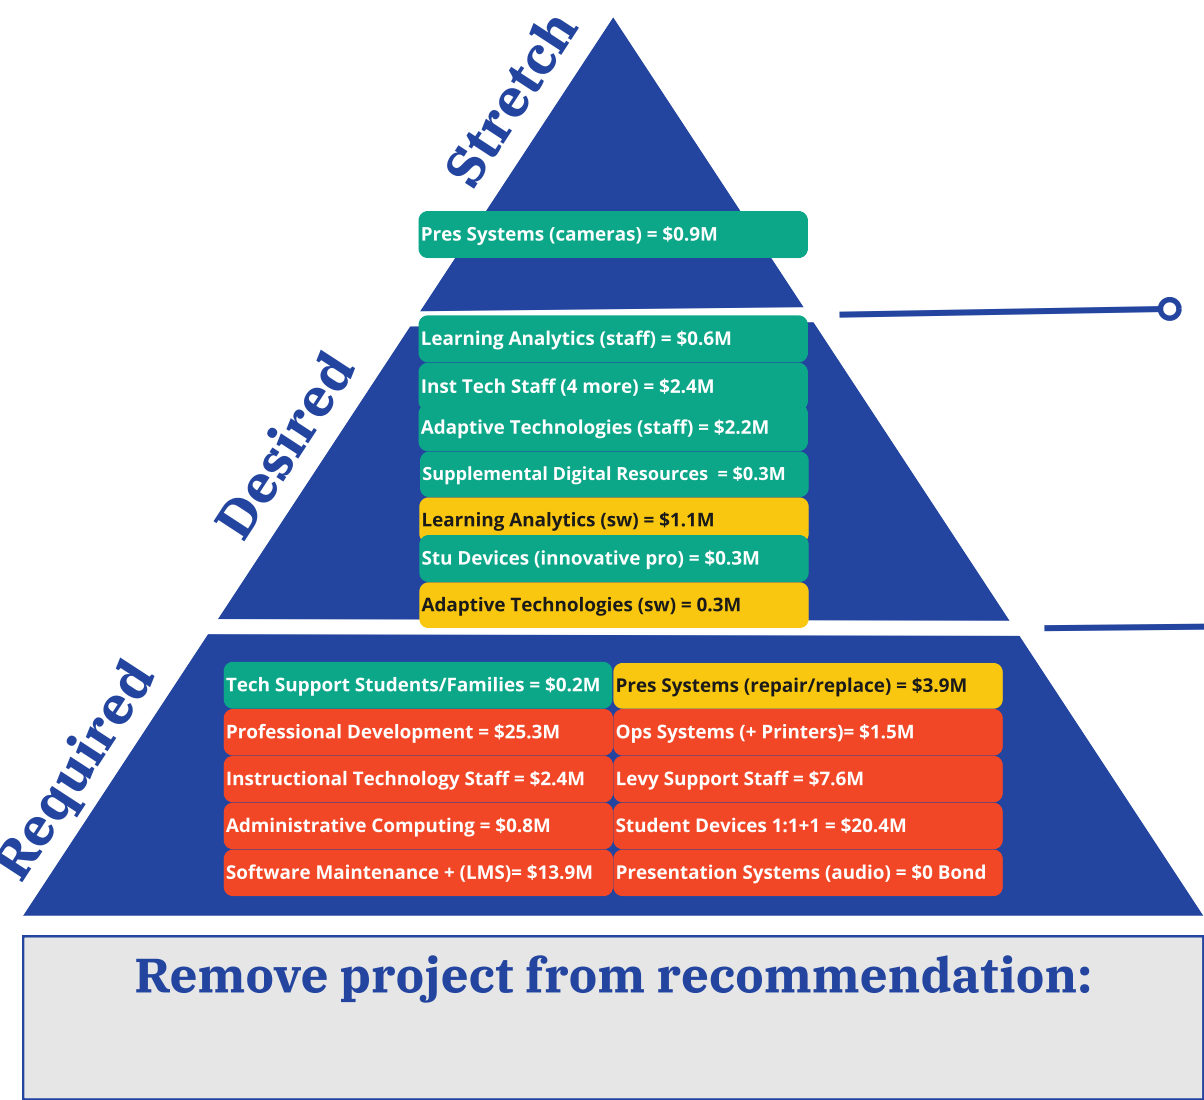 Stretch
Pres Systems (cameras) = $0.9M
Desired
Learning Analytics (staff) = $0.6M
Inst Tech Staff (4 more) = $2.4M
Adaptive Technologies (staff) = $2.2M
Supplemental Digital Resources  = $0.3M
Learning Analytics (sw) = $1.1M
Stu Devices (innovative pro) = $0.3M
Adaptive Technologies (sw) = 0.3M
Required
Tech Support Students/Families = $0.2M
Pres Systems (repair/replace) = $3.9M
Professional Development = $25.3M
Ops Systems (+ Printers)= $1.5M
Instructional Technology Staff = $2.4M
Levy Support Staff = $7.6M
Administrative Computing = $0.8M
Student Devices 1:1+1 = $20.4M
Software Maintenance + (LMS)= $13.9M
Presentation Systems (audio) = $0 Bond
Remove project from recommendation: